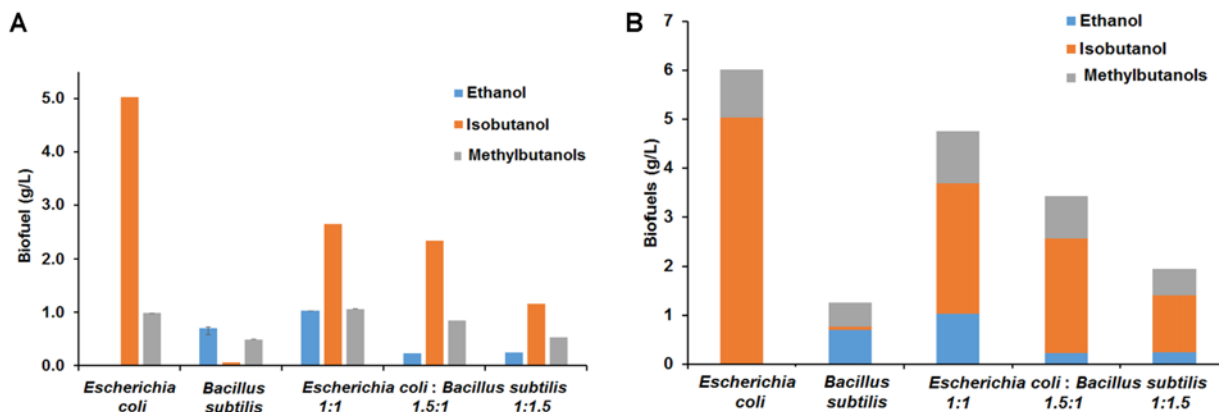 A
Biofuel (g/L)
5.0
4.0
3.0
2.0
1.0
0.0
Ethanol
Isobutanol
Methylbutanols
Escherichia Bacillus Escherichia coli : Bacillus subtilis
coli subtilis 1:1 1.5:1 1:1.5
B
Biofuels (g/L)
7
6
5
4
3
2
1
0
Ethanol
Isobutanol
Methylbutanols
Escherichia Bacillus Escherichia coli : Bacillus subtilis
coli subtilis 1:1 1.5:1 1:1.5